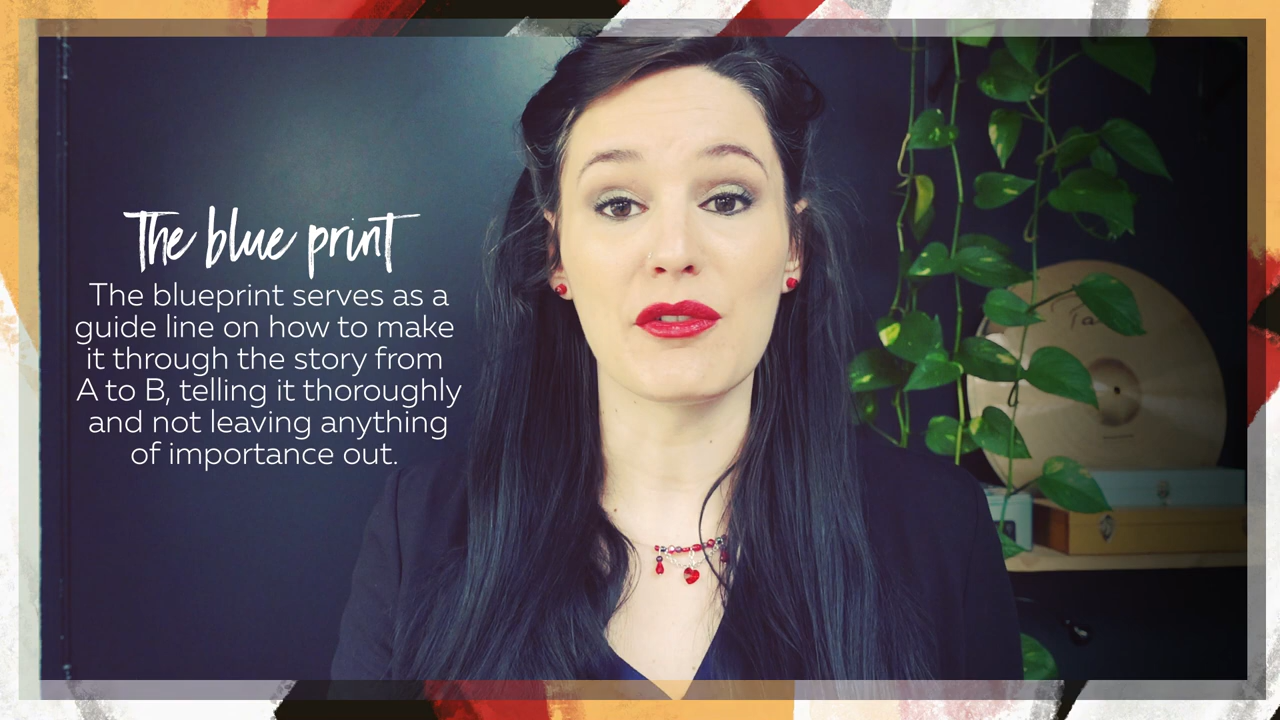 The blue print
The blueprint serves as a
guide line on how to make
it through the story from
A to B, telling it thoroughly
and not leaving anything
of importance out.